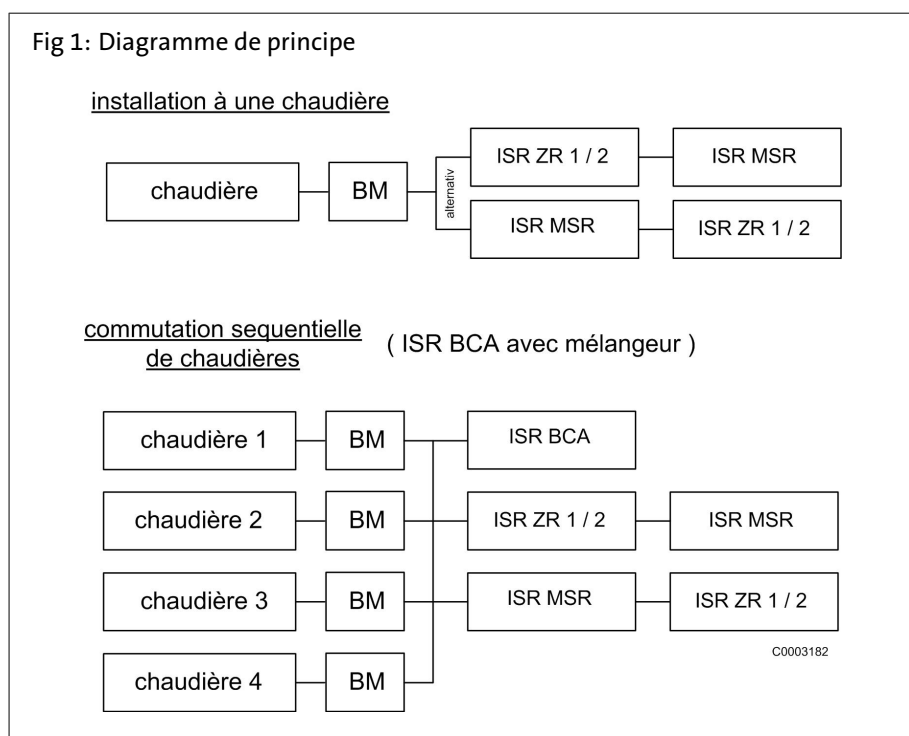 Fig 1: Diagramme de principe
installation à une chaudière
chaudière
BM
alternativ
ISR ZR 1 / 2
ISR MSR
ISR MSR
ISR ZR 1 / 2
commutation sequentielle
de chaudières
( ISR BCA avec mélangeur )
chaudière 1
BM
ISR BCA
chaudière 2
BM
ISR ZR 1 / 2
ISR MSR
chaudière 3
BM
ISR MSR
ISR ZR 1 / 2
C0003182
chaudière 4
BM